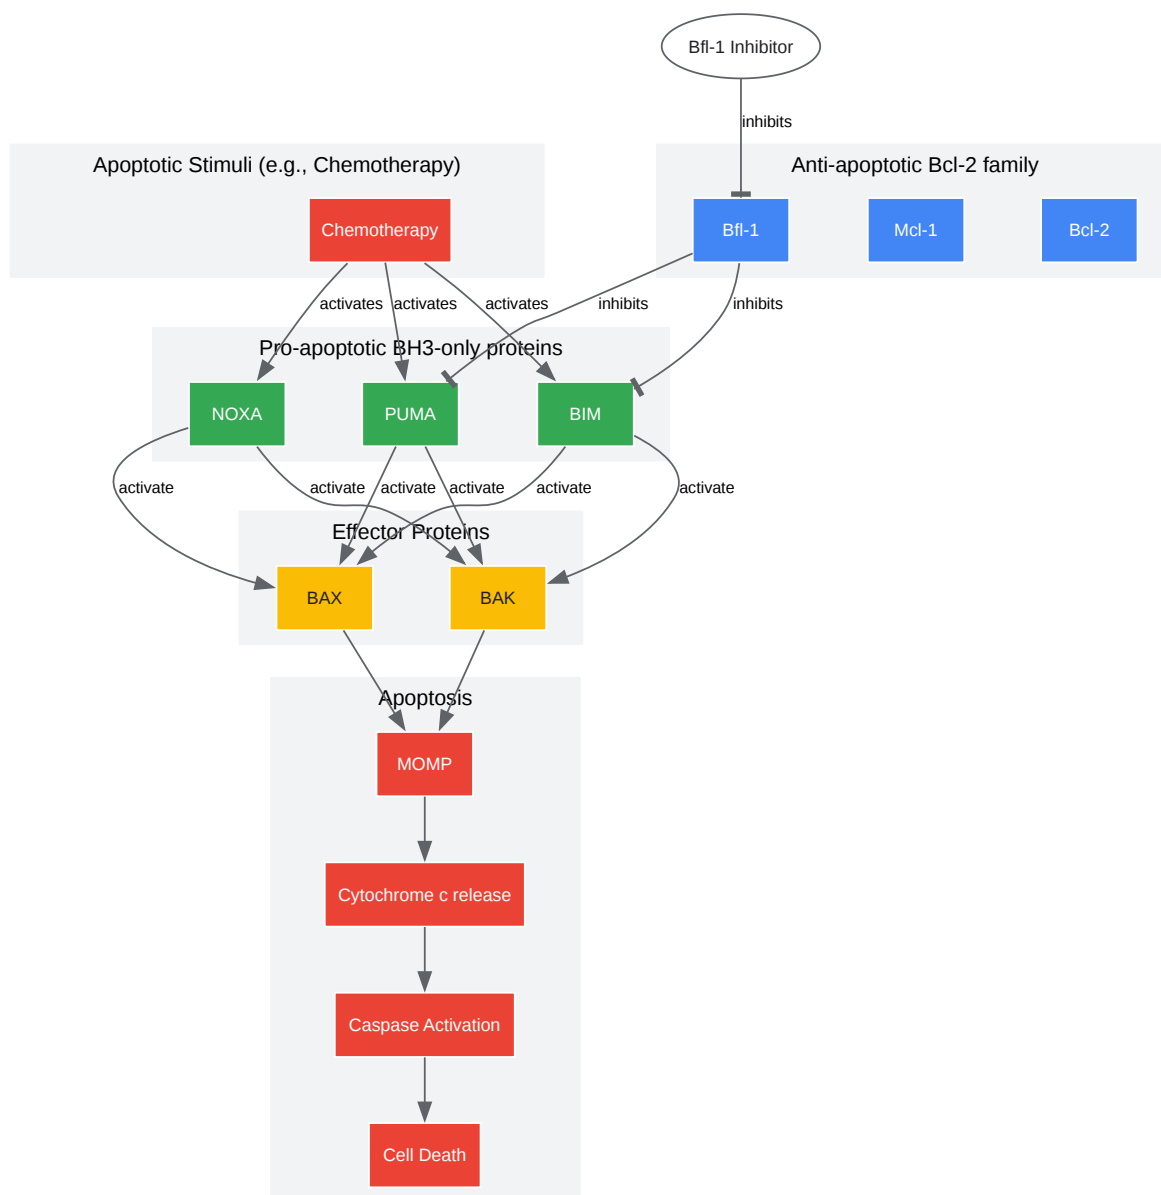 Bfl-1 Inhibitor
inhibits
Apoptotic Stimuli (e.g., Chemotherapy)
Anti-apoptotic Bcl-2 family
Chemotherapy
Bfl-1
Mcl-1
Bcl-2
activates
activates
activates
inhibits
inhibits
Pro-apoptotic BH3-only proteins
NOXA
PUMA
BIM
activate
activate
activate
activate
activate
activate
Effector Proteins
BAX
BAK
Apoptosis
MOMP
Cytochrome c release
Caspase Activation
Cell Death